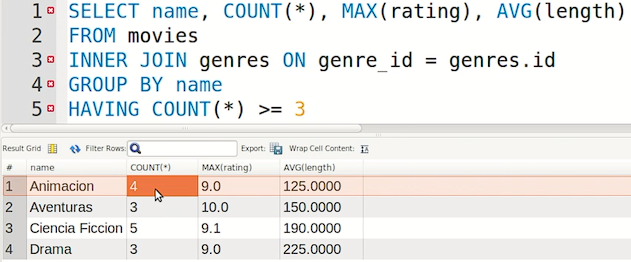 1 SELECT name, COUNT(*), MAX(rating), AVG(length)
2 FROM movies
3 INNER JOIN genres ON genre_id = genres.id
4 GROUP BY name
5 HAVING COUNT(*) >= 3
Result Grid Filter Rows: Export: Wrap Cell Content:
# name COUNT(*) MAX(rating) AVG(length)
1 Animacion 4 9.0 125.0000
2 Aventuras 3 10.0 150.0000
3 Ciencia Ficcion 5 9.1 190.0000
4 Drama 3 9.0 225.0000